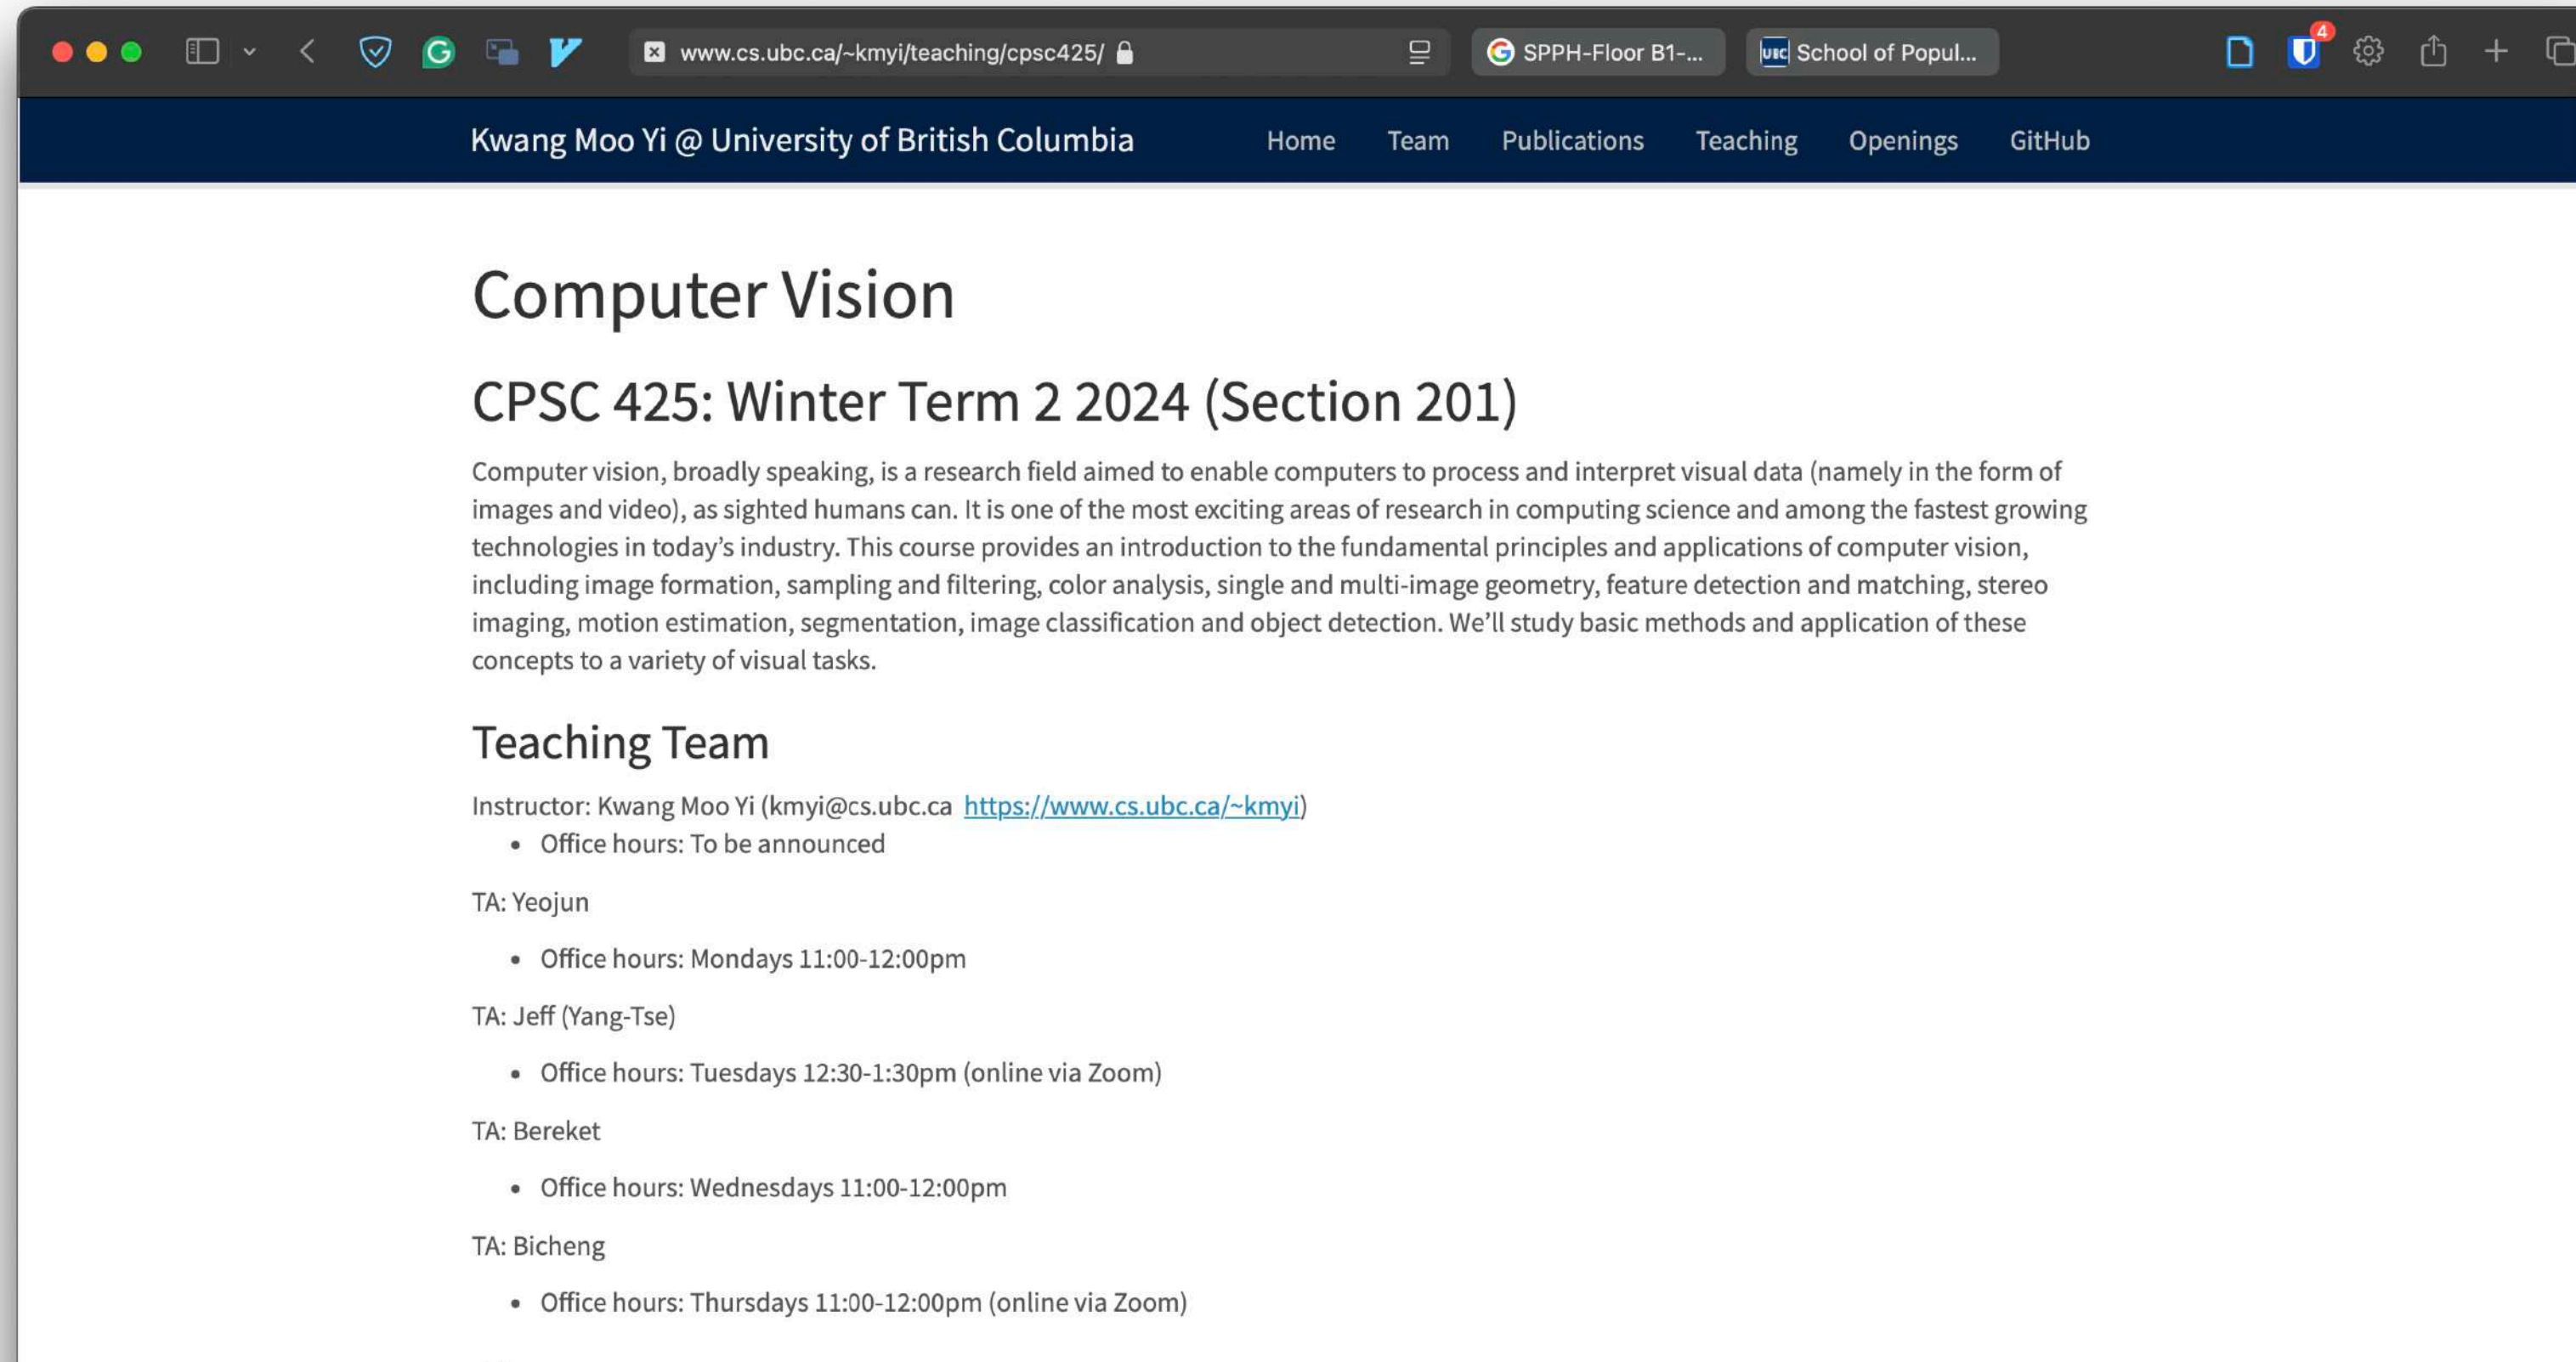 www.cs.ubc.ca/~kmyi/teaching/cpsc425/
SPPH-Floor B1-...
UBC School of Popul...
4
Kwang Moo Yi @ University of British Columbia
Home Team Publications Teaching Openings GitHub
Computer Vision
CPSC 425: Winter Term 2 2024 (Section 201)
Computer vision, broadly speaking, is a research field aimed to enable computers to process and interpret visual data (namely in the form of
images and video), as sighted humans can. It is one of the most exciting areas of research in computing science and among the fastest growing
technologies in today’s industry. This course provides an introduction to the fundamental principles and applications of computer vision,
including image formation, sampling and filtering, color analysis, single and multi-image geometry, feature detection and matching, stereo
imaging, motion estimation, segmentation, image classification and object detection. We’ll study basic methods and application of these
concepts to a variety of visual tasks.
Teaching Team
Instructor: Kwang Moo Yi (kmyi@cs.ubc.ca https://www.cs.ubc.ca/~kmyi)
• Office hours: To be announced
TA: Yeojun
• Office hours: Mondays 11:00-12:00pm
TA: Jeff (Yang-Tse)
• Office hours: Tuesdays 12:30-1:30pm (online via Zoom)
TA: Bereket
• Office hours: Wednesdays 11:00-12:00pm
TA: Bicheng
• Office hours: Thursdays 11:00-12:00pm (online via Zoom)